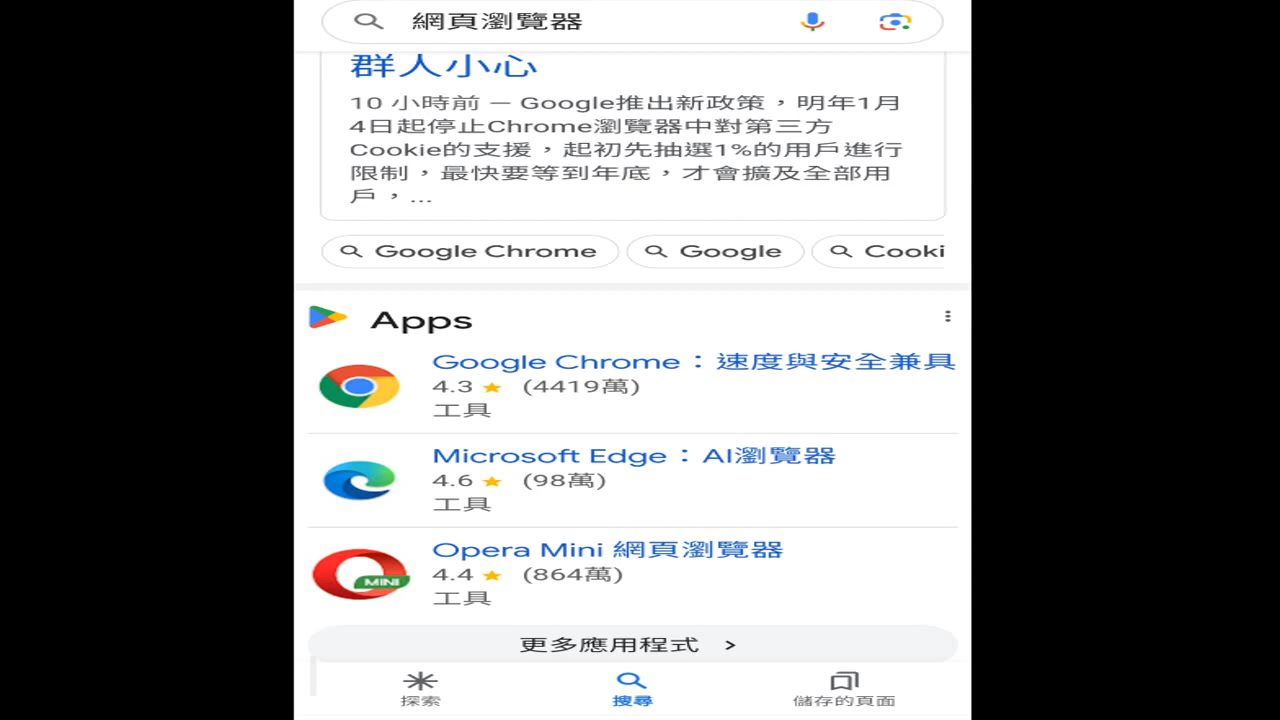 網頁瀏覽器
群人小心
10 小時前 — Google推出新政策，明年1月
4日起停止Chrome瀏覽器中對第三方
Cookie的支援，起初先抽選1%的用戶進行
限制，最快要等到年底，才會擴及全部用
戶，...
Google Chrome
Google
Cooki
Apps
Google Chrome：速度與安全兼具
4.3 ★ (4419萬)
工具
Microsoft Edge：AI瀏覽器
4.6 ★ (98萬)
工具
Opera Mini 網頁瀏覽器
4.4 ★ (864萬)
工具
MINI
更多應用程式 >
探索
搜尋
儲存的頁面